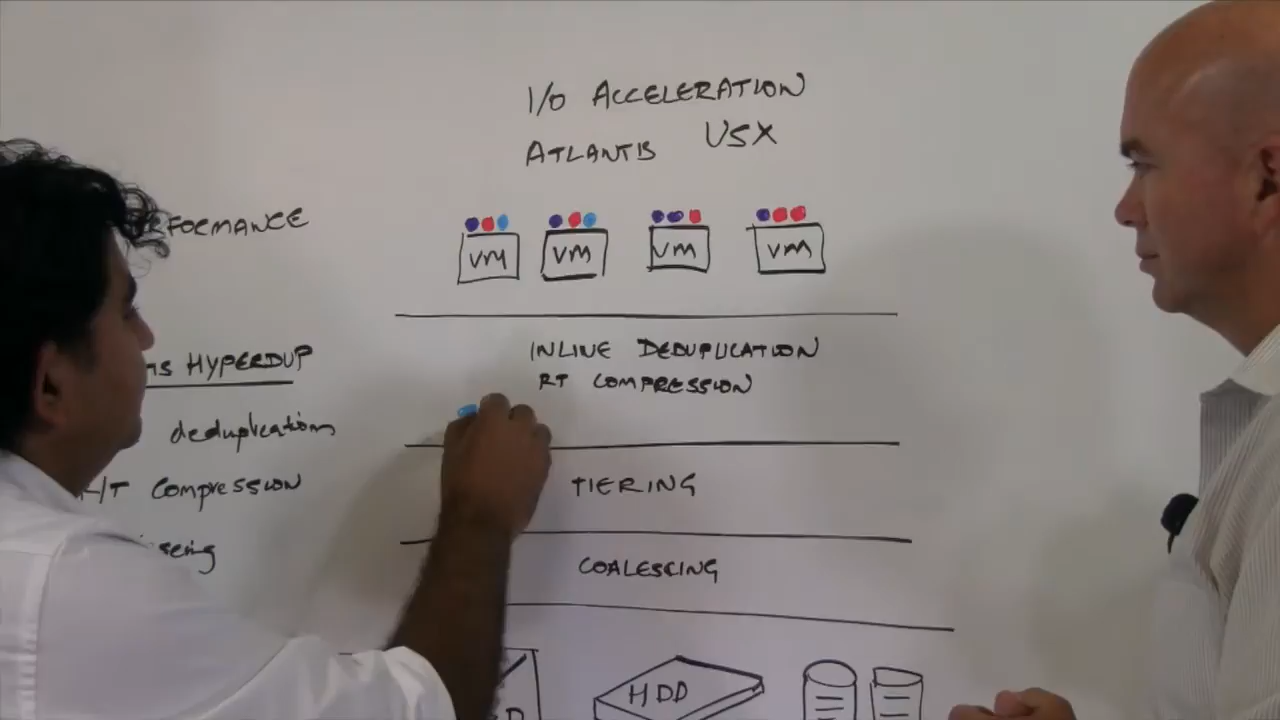 I/O ACCELERATION
ATLANTIS USX
VM VM VM VM
INLINE DEDUPLICATION
RT COMPRESSION
TIERING
COALESCING
HDD
HYPERDUP
deduplication
Compression